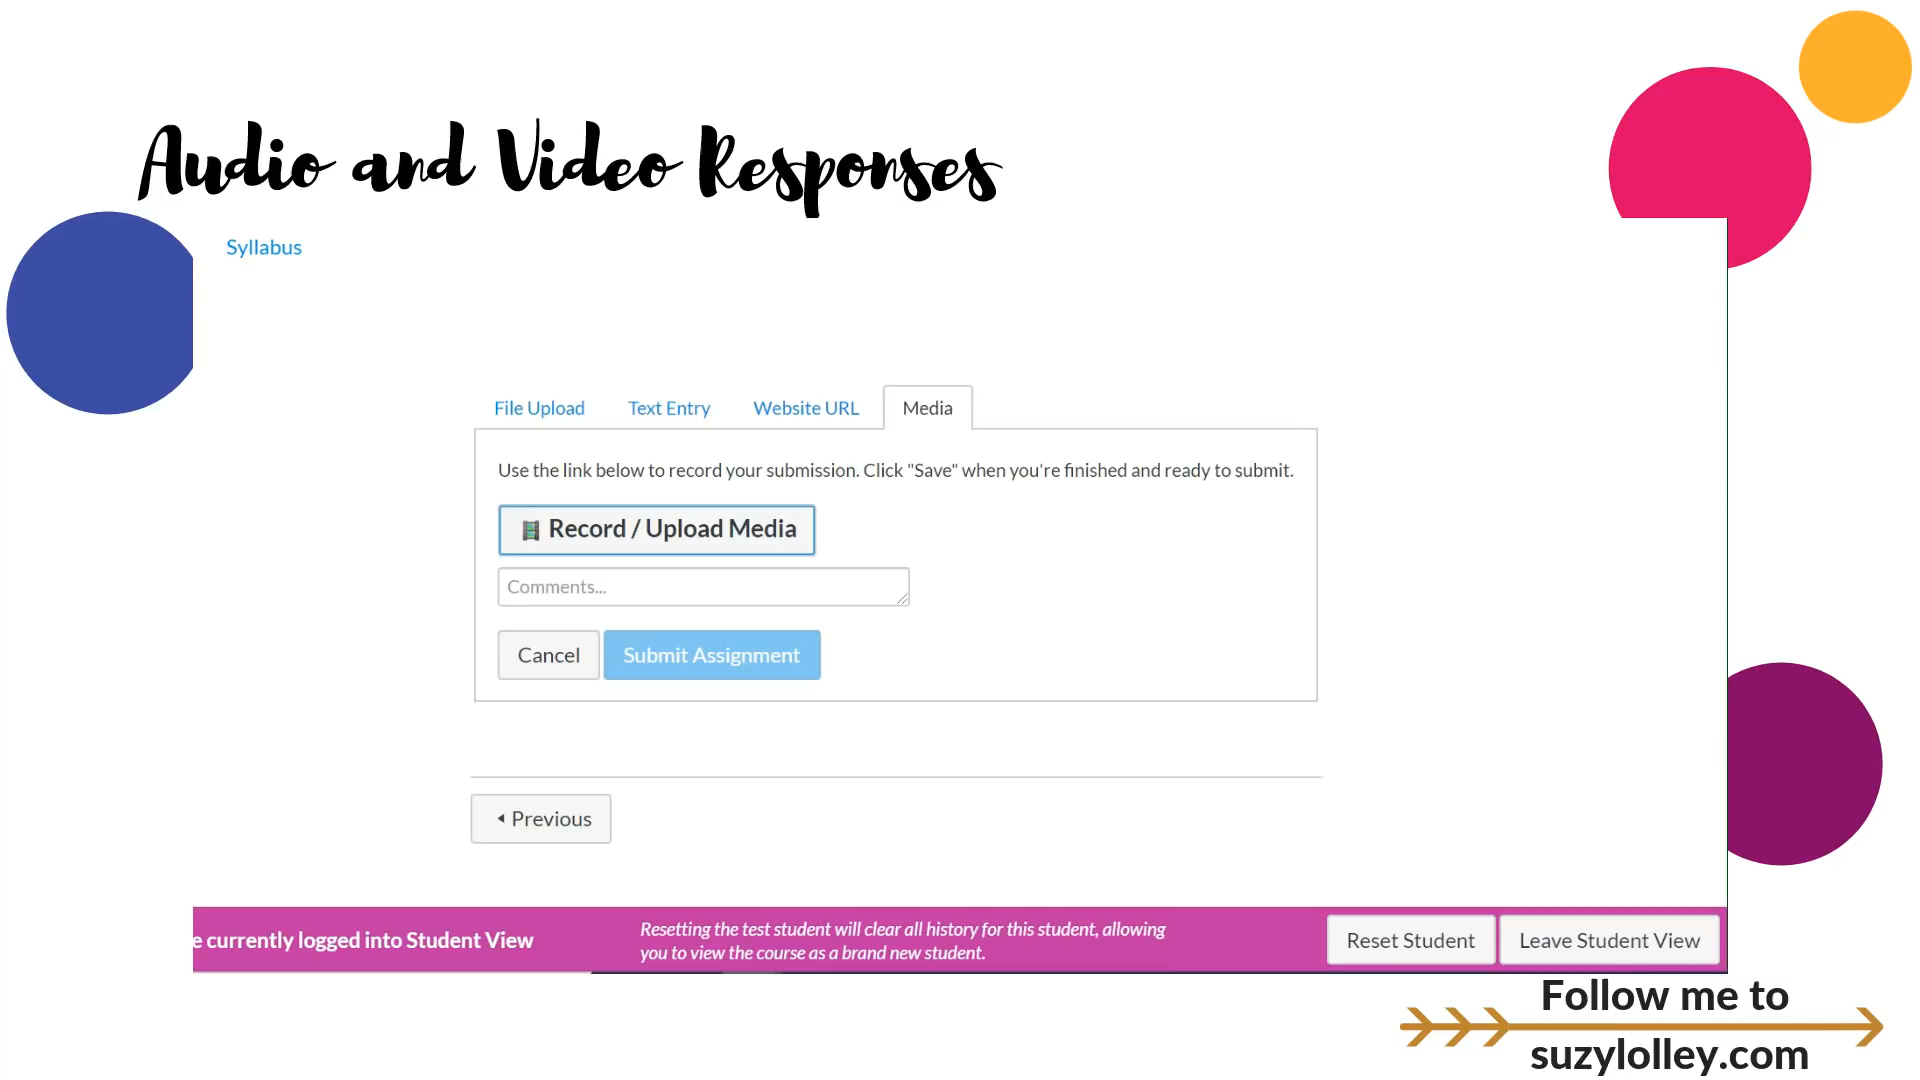 Audio and Video Responses
Syllabus
File Upload
Text Entry
Website URL
Media
Use the link below to record your submission. Click "Save" when you're finished and ready to submit.
Record / Upload Media
Comments...
Cancel
Submit Assignment
Previous
e currently logged into Student View
Resetting the test student will clear all history for this student, allowing
you to view the course as a brand new student.
Reset Student
Leave Student View
Follow me to
suzylolley.com